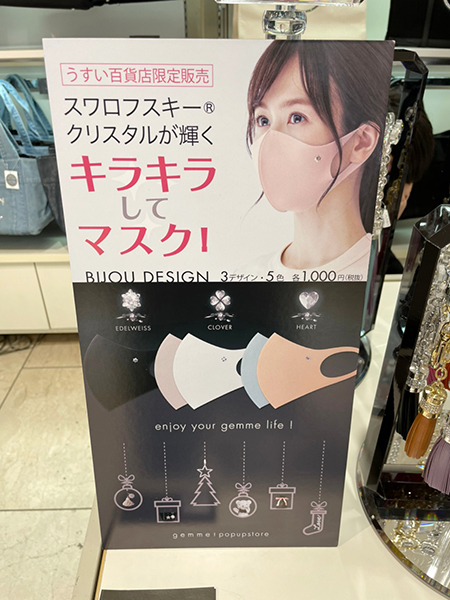 うすい百貨店限定販売
スワロフスキー®
クリスタルが輝く
キラキラ
して
マスク!
BIJOU DESIGN 3デザイン・5色 各1,000円(税抜)
EDELWEISS CLOVER HEART
enjoy your gemme life !
gemme | popupstore